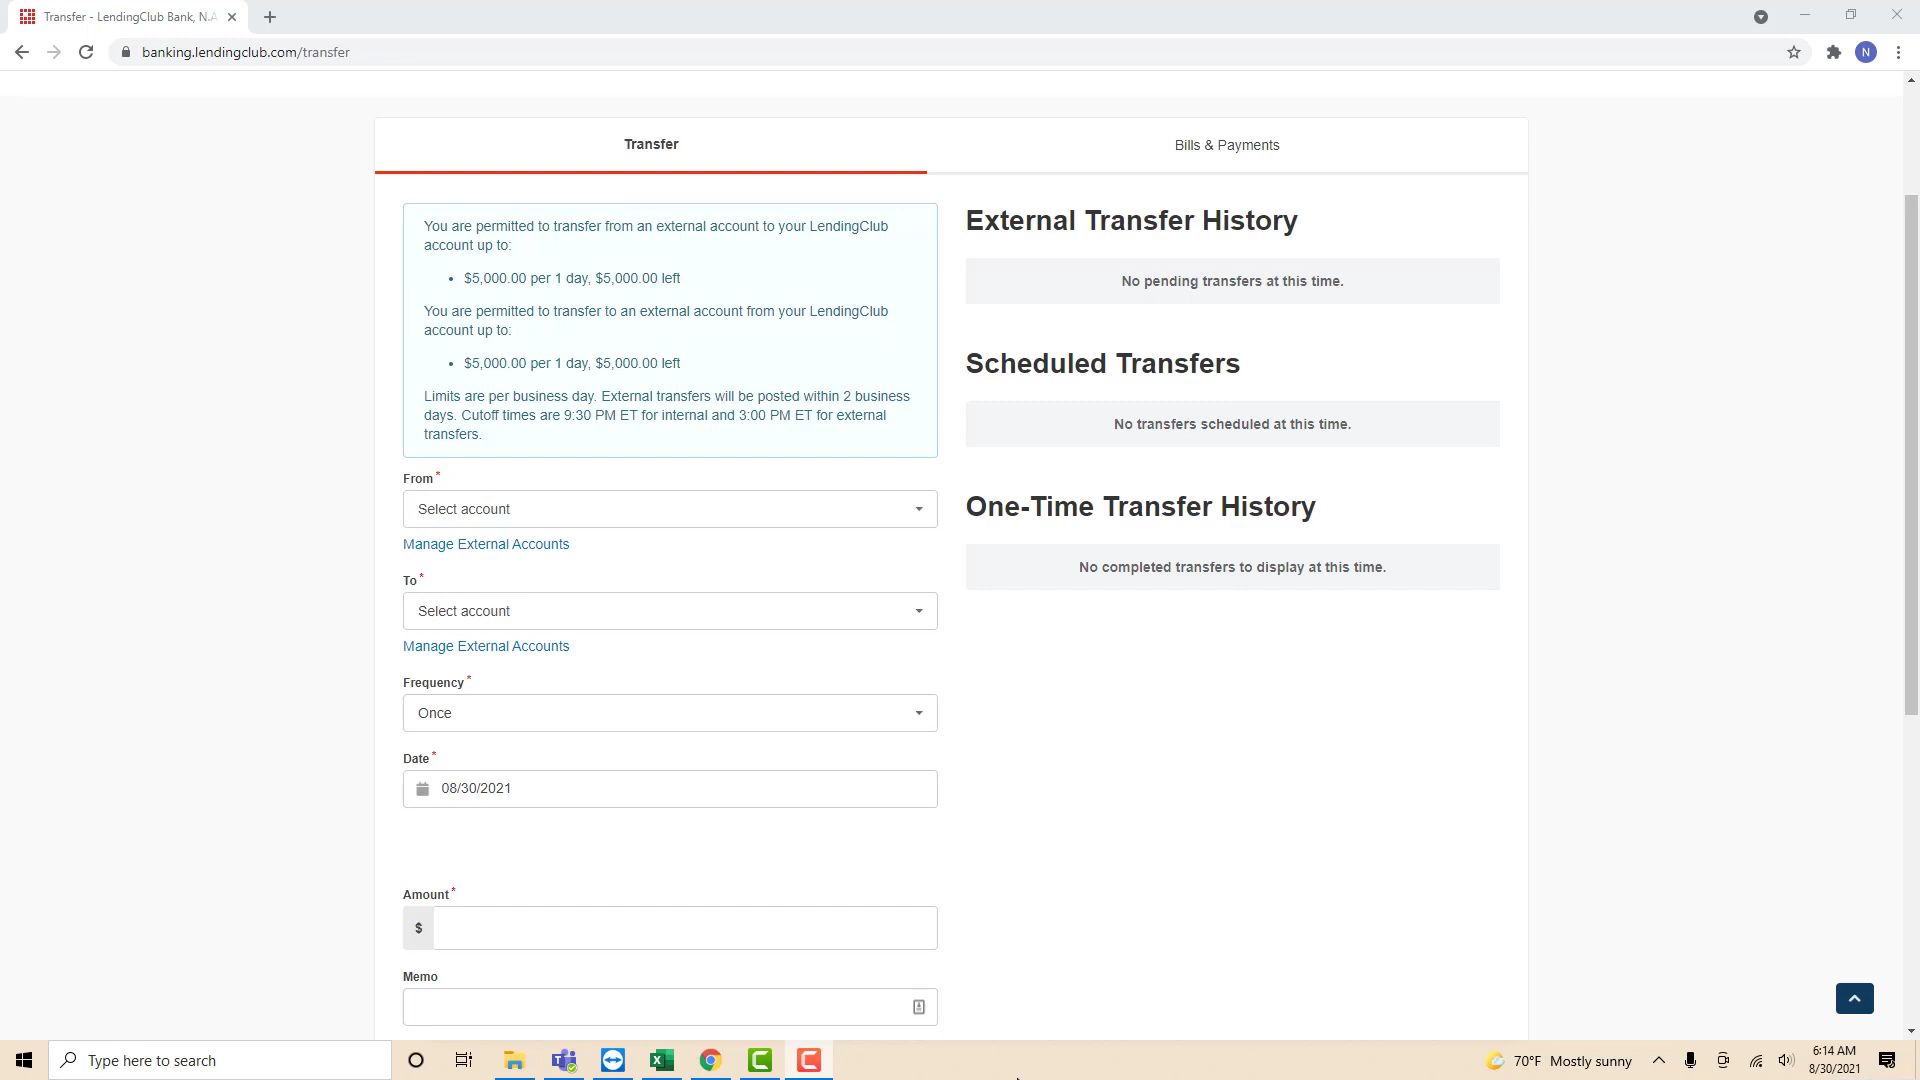 Transfer - LendingClub Bank, N.A
banking.lendingclub.com/transfer
N
Transfer
Bills & Payments
You are permitted to transfer from an external account to your LendingClub
account up to:
• $5,000.00 per 1 day, $5,000.00 left
You are permitted to transfer to an external account from your LendingClub
account up to:
• $5,000.00 per 1 day, $5,000.00 left
Limits are per business day. External transfers will be posted within 2 business
days. Cutoff times are 9:30 PM ET for internal and 3:00 PM ET for external
transfers.
From*
Select account
Manage External Accounts
To*
Select account
Manage External Accounts
Frequency*
Once
Date*
08/30/2021
Amount*
$
Memo
External Transfer History
No pending transfers at this time.
Scheduled Transfers
No transfers scheduled at this time.
One-Time Transfer History
No completed transfers to display at this time.
Type here to search
70°F Mostly sunny
6:14 AM
8/30/2021